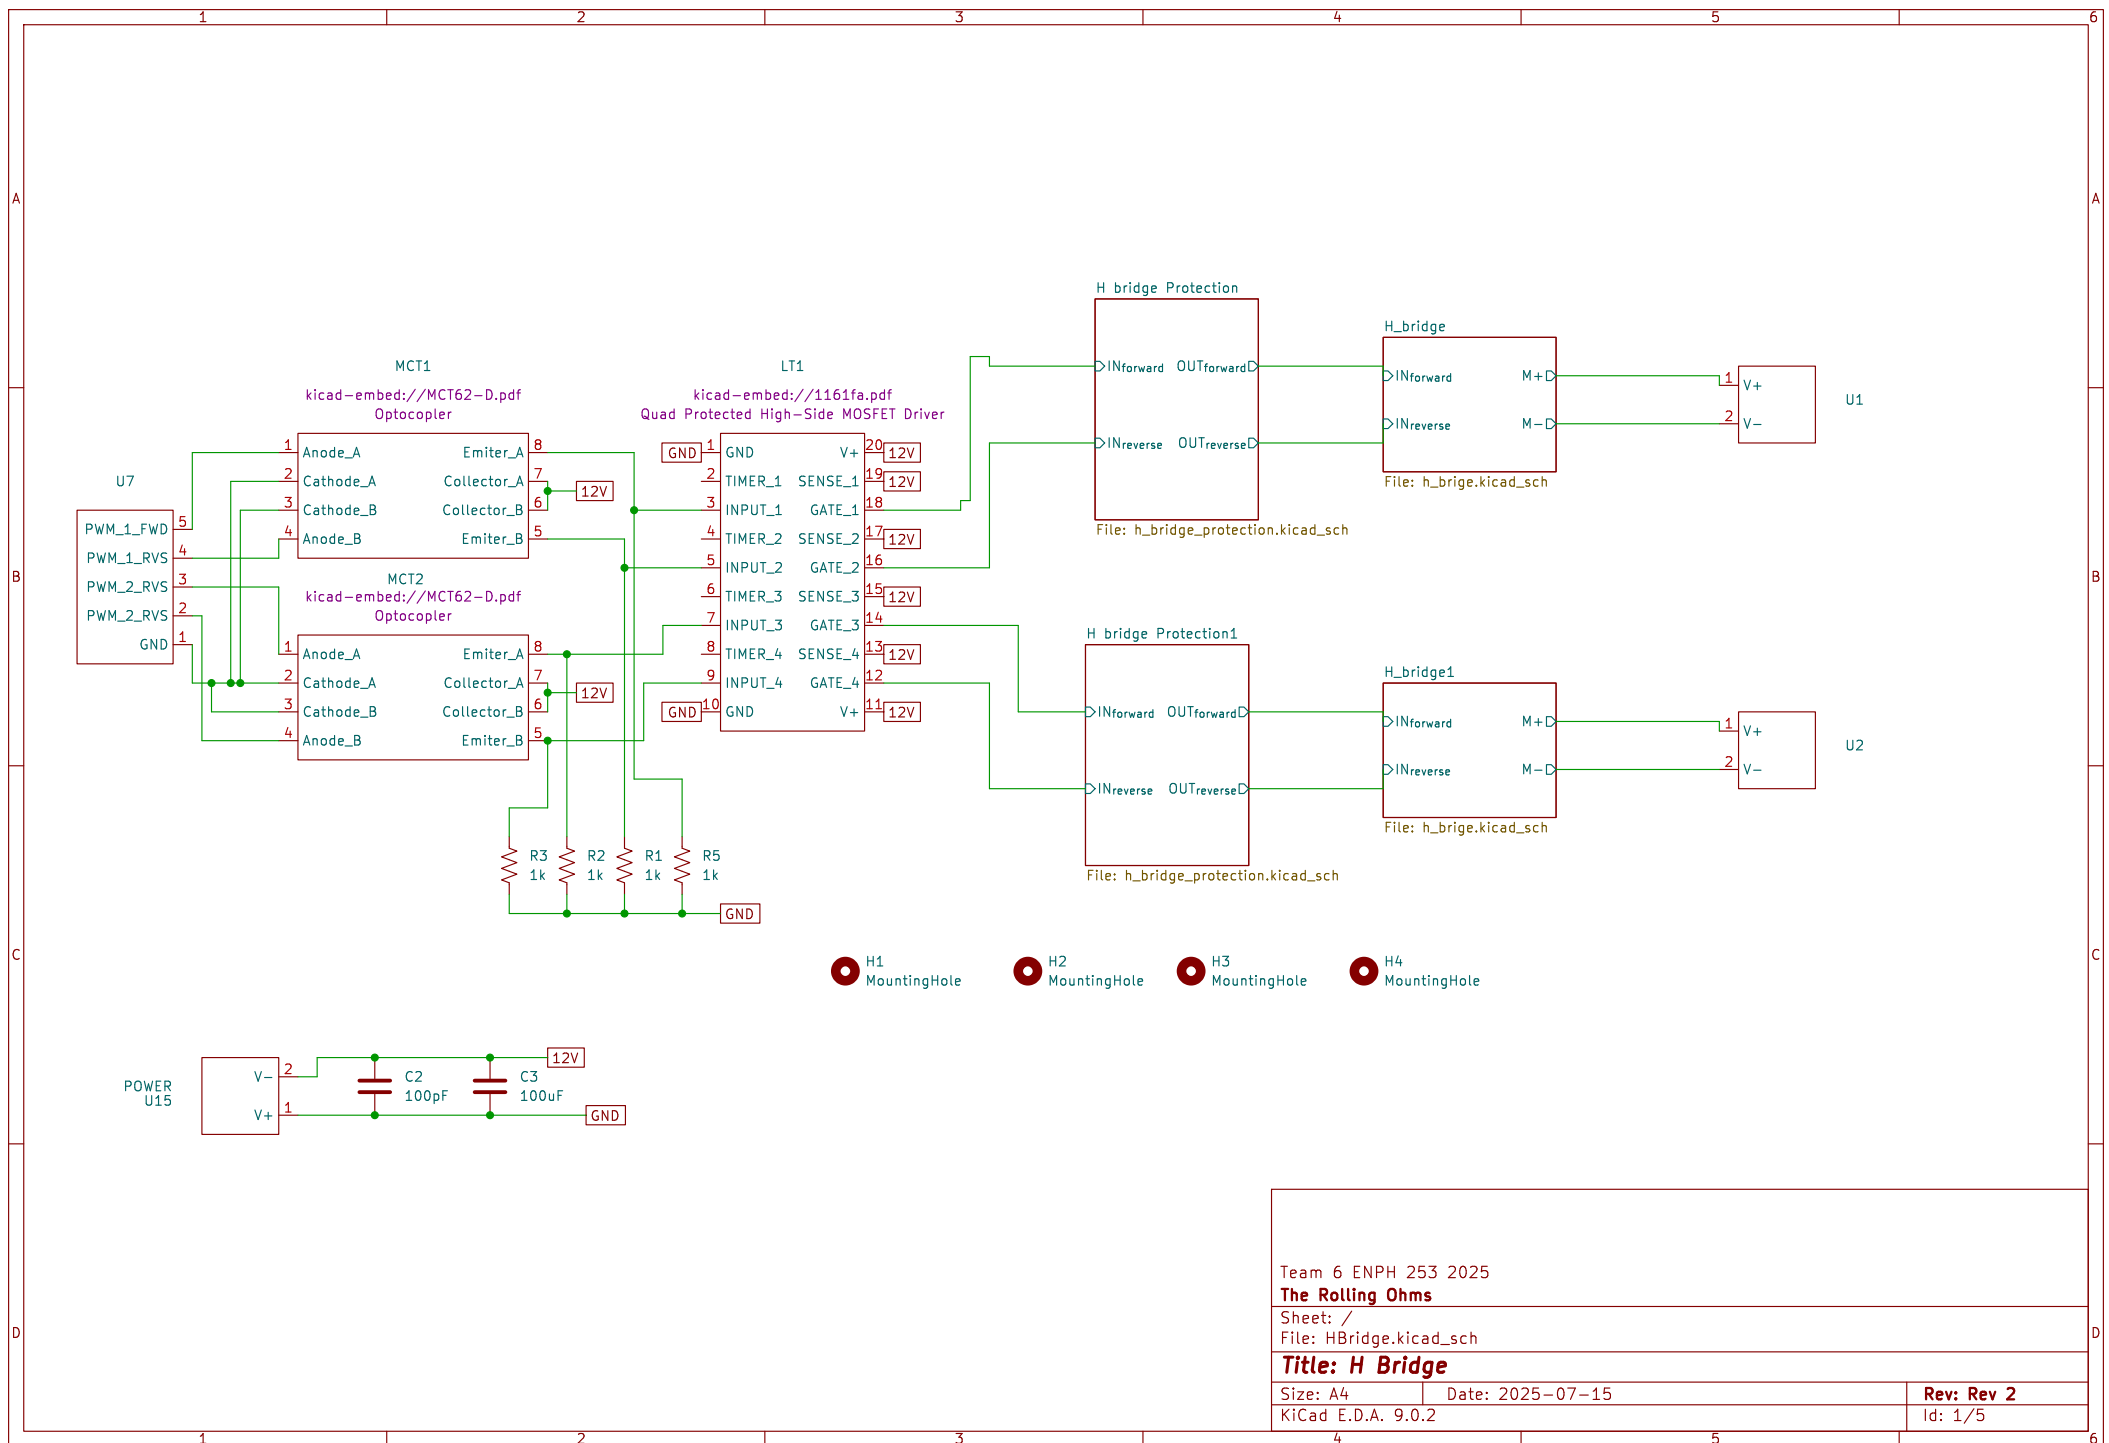 1 2 3 4 5 6
A A
B B
C C
D D
1 2 3 4 5 6
U7
PWM_1_FWD 5
PWM_1_RVS 4
PWM_2_RVS 3
PWM_2_RVS 2
GND 1
MCT1
kicad-embed://MCT62-D.pdf
Optocopler
1 Anode_A Emiter_A 8
2 Cathode_A Collector_A 7
3 Cathode_B Collector_B 6
4 Anode_B Emiter_B 5
12V
MCT2
kicad-embed://MCT62-D.pdf
Optocopler
1 Anode_A Emiter_A 8
2 Cathode_A Collector_A 7
3 Cathode_B Collector_B 6
4 Anode_B Emiter_B 5
12V
LT1
kicad-embed://1161fa.pdf
Quad Protected High-Side MOSFET Driver
GND 1 GND V+ 20 12V
2 TIMER_1 SENSE_1 19 12V
3 INPUT_1 GATE_1 18
4 TIMER_2 SENSE_2 17 12V
5 INPUT_2 GATE_2 16
6 TIMER_3 SENSE_3 15 12V
7 INPUT_3 GATE_3 14
8 TIMER_4 SENSE_4 13 12V
9 INPUT_4 GATE_4 12
GND 10 GND V+ 11 12V
H bridge Protection
INforward OUTforward
INreverse OUTreverse
File: h_bridge_protection.kicad_sch
H_bridge
INforward M+
INreverse M-
File: h_brige.kicad_sch
1 V+
2 V-
U1
H bridge Protection1
INforward OUTforward
INreverse OUTreverse
File: h_bridge_protection.kicad_sch
H_bridge1
INforward M+
INreverse M-
File: h_brige.kicad_sch
1 V+
2 V-
U2
R3 R2 R1 R5
1k 1k 1k 1k
GND
H1 H2 H3 H4
MountingHole MountingHole MountingHole MountingHole
POWER
U15
V- 2
V+ 1
C2
100pF
C3
100uF
12V
GND
Team 6 ENPH 253 2025
The Rolling Ohms
Sheet: /
File: HBridge.kicad_sch
Title: H Bridge
Size: A4 Date: 2025-07-15 Rev: Rev 2
KiCad E.D.A. 9.0.2 Id: 1/5